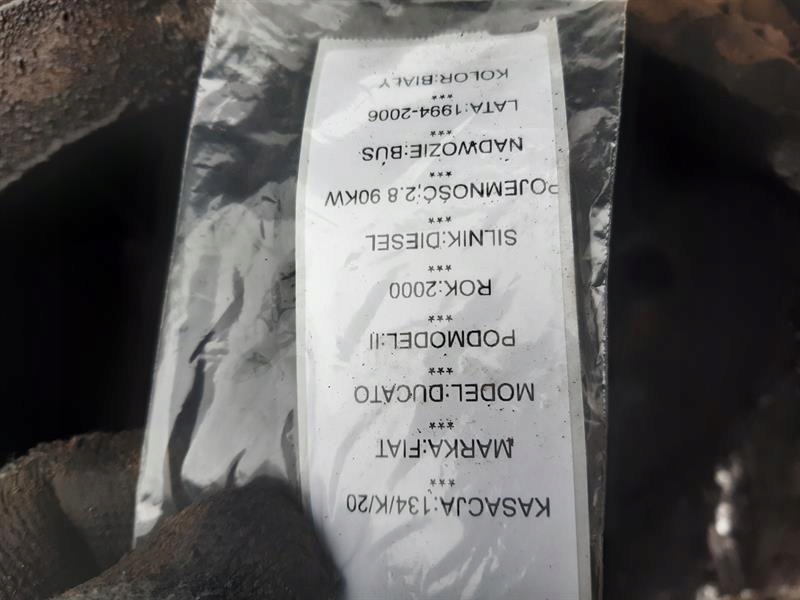 KASACJA:134/K/20
***
MARKA:FIAT
***
MODEL:DUCATO
***
PODMODEL:II
***
ROK:2000
***
SILNIK:DIESEL
***
POJEMNOŚĆ:2.8 90KW
***
NADWOZIE:BUS
***
LATA:1994-2006
***
KOLOR:BIAŁY